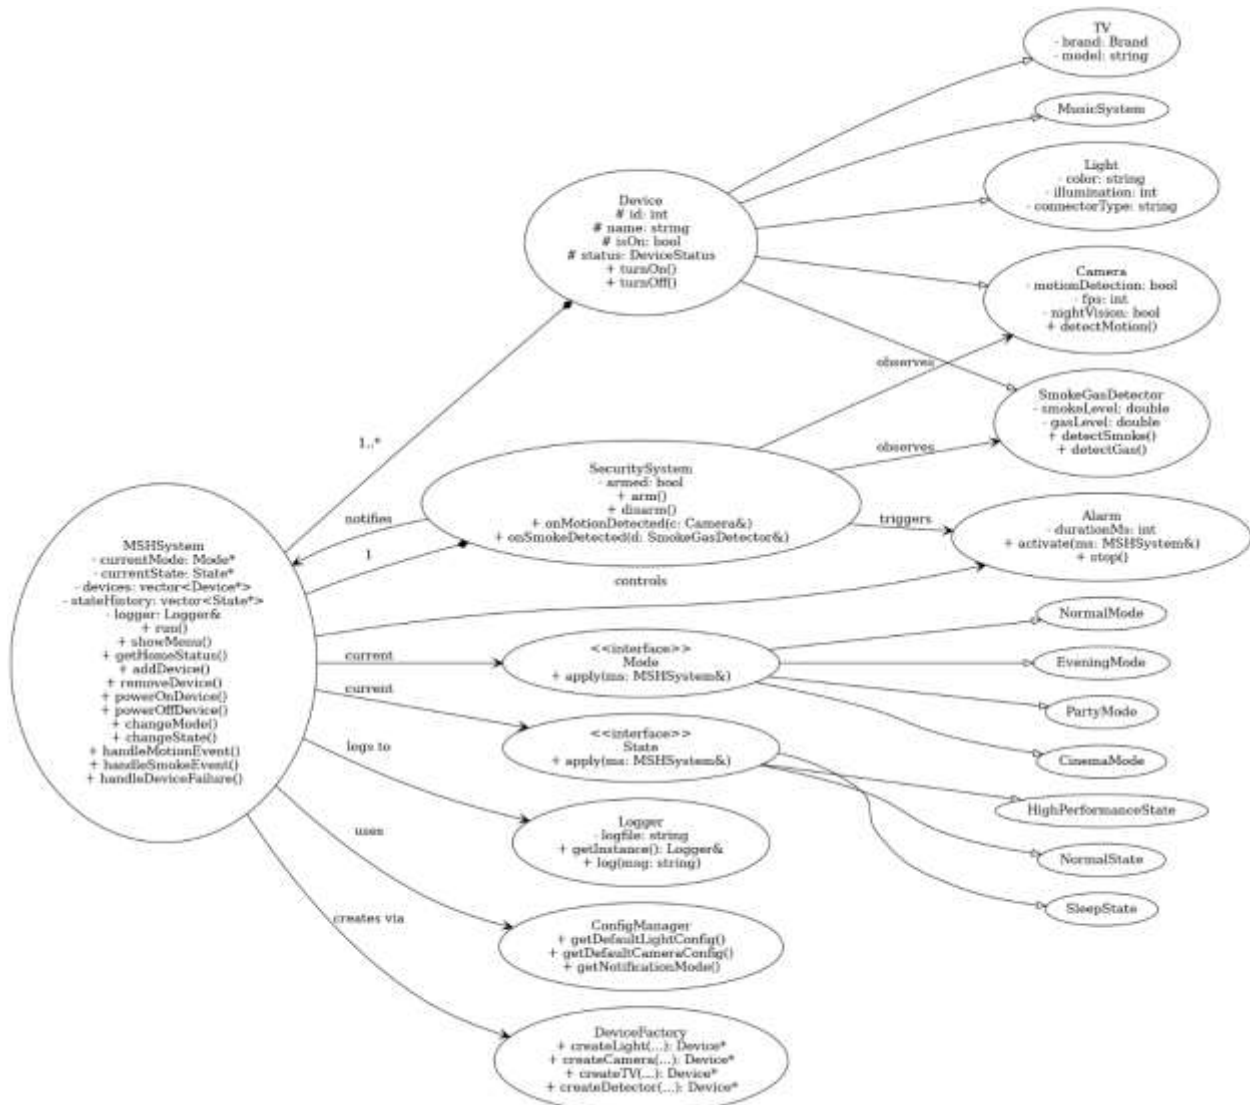 TV
- brand: Brand
- model: string
MusicSystem
Light
- color: string
- illumination: int
- connectorType: string
Device
# id: int
# name: string
# isOn: bool
# status: DeviceStatus
+ turnOn()
+ turnOff()
Camera
- motionDetection: bool
- fps: int
- nightVision: bool
+ detectMotion()
observes
SmokeGasDetector
- smokeLevel: double
- gasLevel: double
+ detectSmoke()
+ detectGas()
1..*
observes
SecuritySystem
- armed: bool
+ arm()
+ disarm()
+ onMotionDetected(c: Camera&)
+ onSmokeDetected(d: SmokeGasDetector&)
notifies
1
triggers
Alarm
- durationMs: int
+ activate(ms: MSHSystem&)
+ stop()
MSHSystem
- currentMode: Mode*
- currentState: State*
- devices: vector<Device*>
- stateHistory: vector<State*>
- logger: Logger&
+ run()
+ showMenu()
+ getHomeStatus()
+ addDevice()
+ removeDevice()
+ powerOnDevice()
+ powerOffDevice()
+ changeMode()
+ changeState()
+ handleMotionEvent()
+ handleSmokeEvent()
+ handleDeviceFailure()
controls
current
<<interface>>
Mode
+ apply(ms: MSHSystem&)
NormalMode
EveningMode
PartyMode
CinemaMode
current
<<interface>>
State
+ apply(ms: MSHSystem&)
HighPerformanceState
NormalState
SleepState
logs to
Logger
- logfile: string
+ getInstance(): Logger&
+ log(msg: string)
uses
ConfigManager
+ getDefaultLightConfig()
+ getDefaultCameraConfig()
+ getNotificationMode()
creates via
DeviceFactory
+ createLight(...): Device*
+ createCamera(...): Device*
+ createTV(...): Device*
+ createDetector(...): Device*